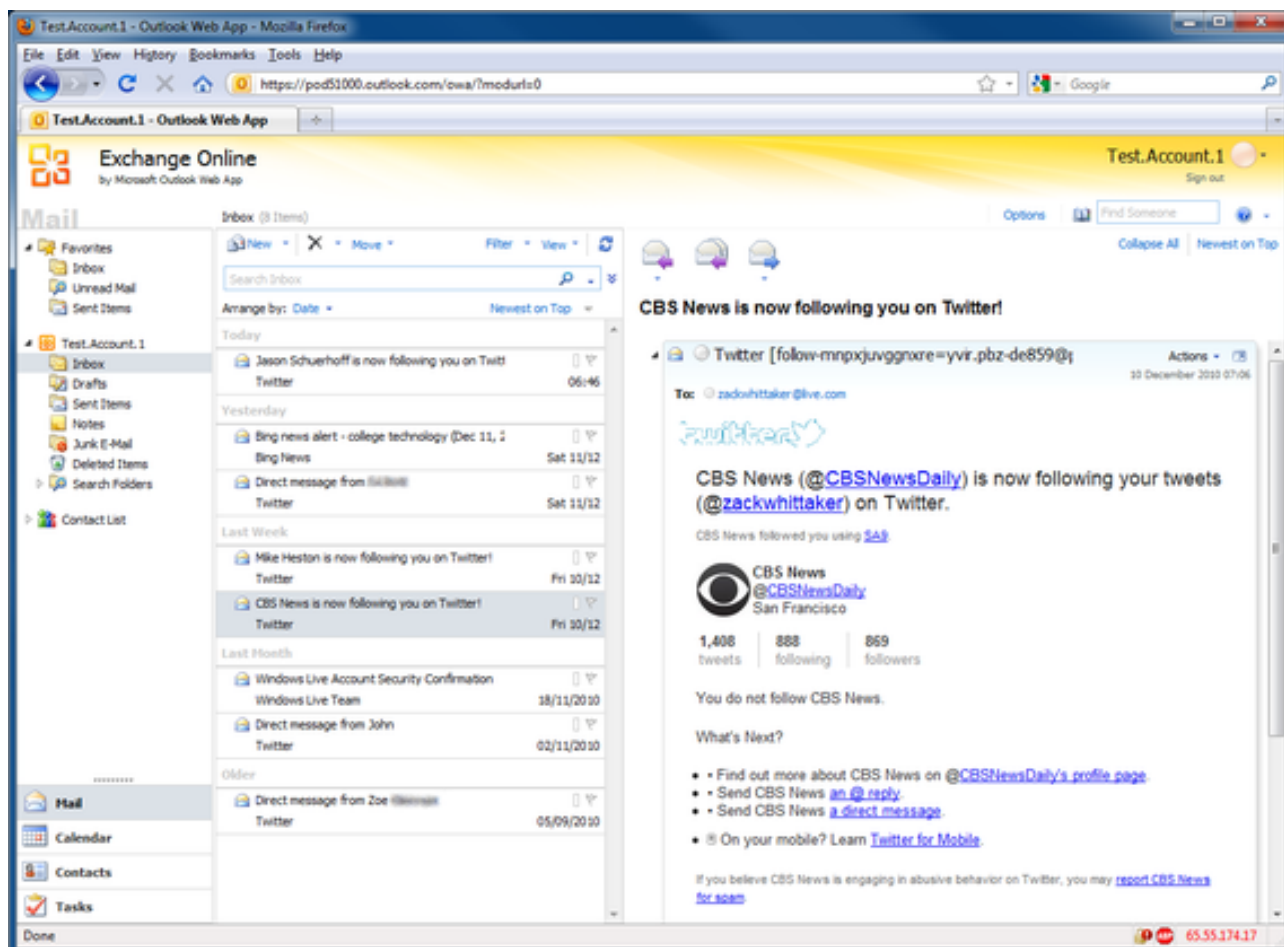 Test.Account.1 - Outlook Web App - Mozilla Firefox
File Edit View History Bookmarks Tools Help
https://pod51000.outlook.com/owa/?modurl=0
Google
Test.Account.1 - Outlook Web App
Exchange Online
by Microsoft Outlook Web App
Test.Account.1
Sign out
Mail
Inbox (8 Items)
Options
Find Someone
Favorites
Inbox
Unread Mail
Sent Items
Test.Account.1
Inbox
Drafts
Sent Items
Notes
Junk E-Mail
Deleted Items
Search Folders
Contact List
Mail
Calendar
Contacts
Tasks
New Move Filter View
Search Inbox
Arrange by: Date Newest on Top
Today
Jason Schuerhoff is now following you on Twitt
Twitter 06:46
Yesterday
Bing news alert - college technology (Dec 11, 2
Bing News Sat 11/12
Direct message from
Twitter Sat 11/12
Last Week
Mike Heston is now following you on Twitter!
Twitter Fri 10/12
CBS News is now following you on Twitter!
Twitter Fri 10/12
Last Month
Windows Live Account Security Confirmation
Windows Live Team 18/11/2010
Direct message from John
Twitter 02/11/2010
Older
Direct message from Zoe
Twitter 05/09/2010
Collapse All Newest on Top
CBS News is now following you on Twitter!
Twitter [follow-mnpxjuvggnxre=yvir.pbz-de859@p
Actions
10 December 2010 07:06
To: zackwhittaker@live.com
twitter
CBS News (@CBSNewsDaily) is now following your tweets
(@zackwhittaker) on Twitter.
CBS News followed you using SA9.
CBS News
@CBSNewsDaily
San Francisco
1,408 888 869
tweets following followers
You do not follow CBS News.
What's Next?
• Find out more about CBS News on @CBSNewsDaily's profile page.
• Send CBS News an @ reply.
• Send CBS News a direct message.
On your mobile? Learn Twitter for Mobile.
If you believe CBS News is engaging in abusive behavior on Twitter, you may report CBS News
for spam
Done
ABP
65.55.174.17